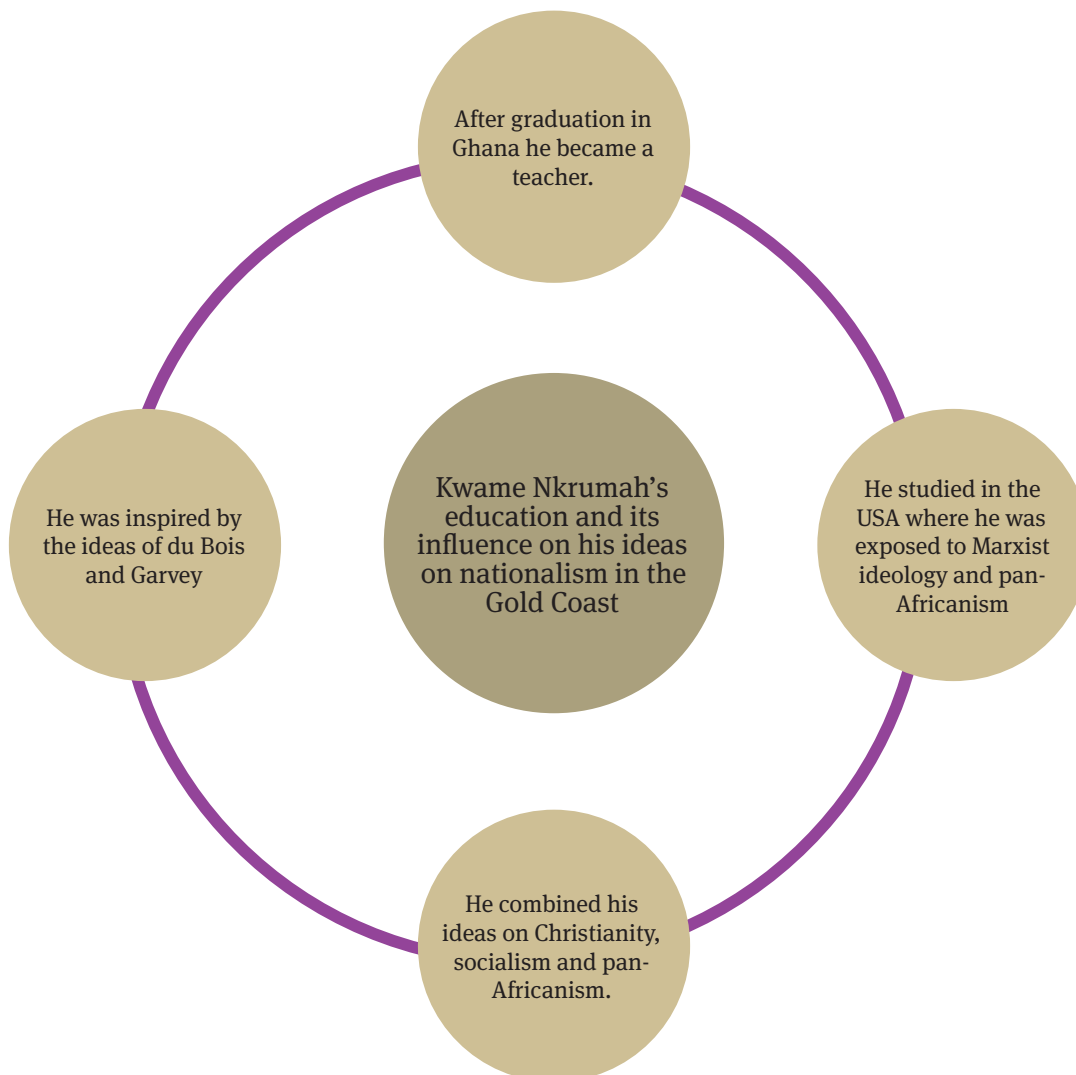 After graduation in
Ghana he became a
teacher.
Kwame Nkrumah’s
education and its
influence on his ideas
on nationalism in the
Gold Coast
He studied in the
USA where he was
exposed to Marxist
ideology and pan-
Africanism
He combined his
ideas on Christianity,
socialism and pan-
Africanism.
He was inspired by
the ideas of du Bois
and Garvey